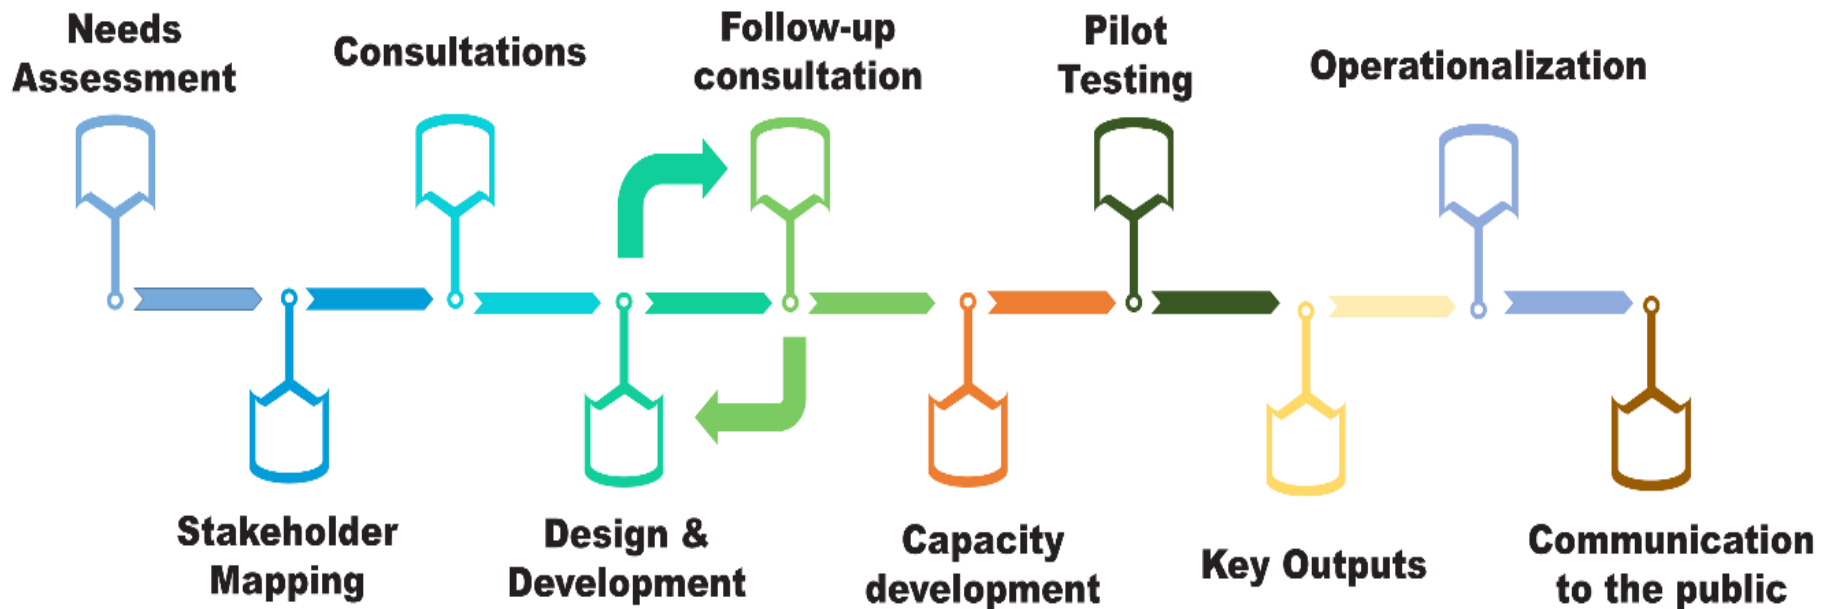 Needs
Assessment
Consultations
Follow-up
consultation
Pilot
Testing
Operationalization
Stakeholder
Mapping
Design &
Development
Capacity
development
Key Outputs
Communication
to the public